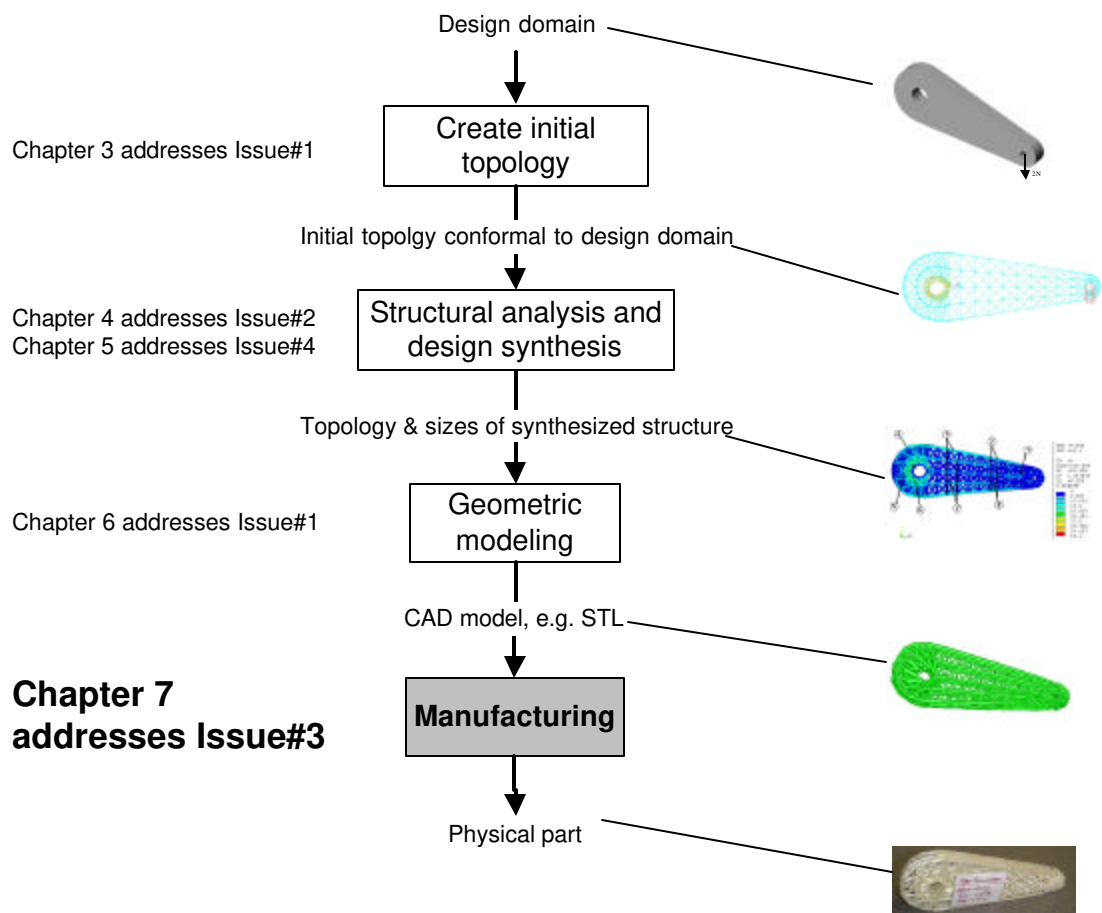 Design domain
Create initial
topology
Chapter 3 addresses Issue#1
2N
Initial topolgy conformal to design domain
Structural analysis and
design synthesis
Chapter 4 addresses Issue#2
Chapter 5 addresses Issue#4
Topology & sizes of synthesized structure
Geometric
modeling
Chapter 6 addresses Issue#1
CAD model, e.g. STL
Chapter 7
addresses Issue#3
Manufacturing
Physical part